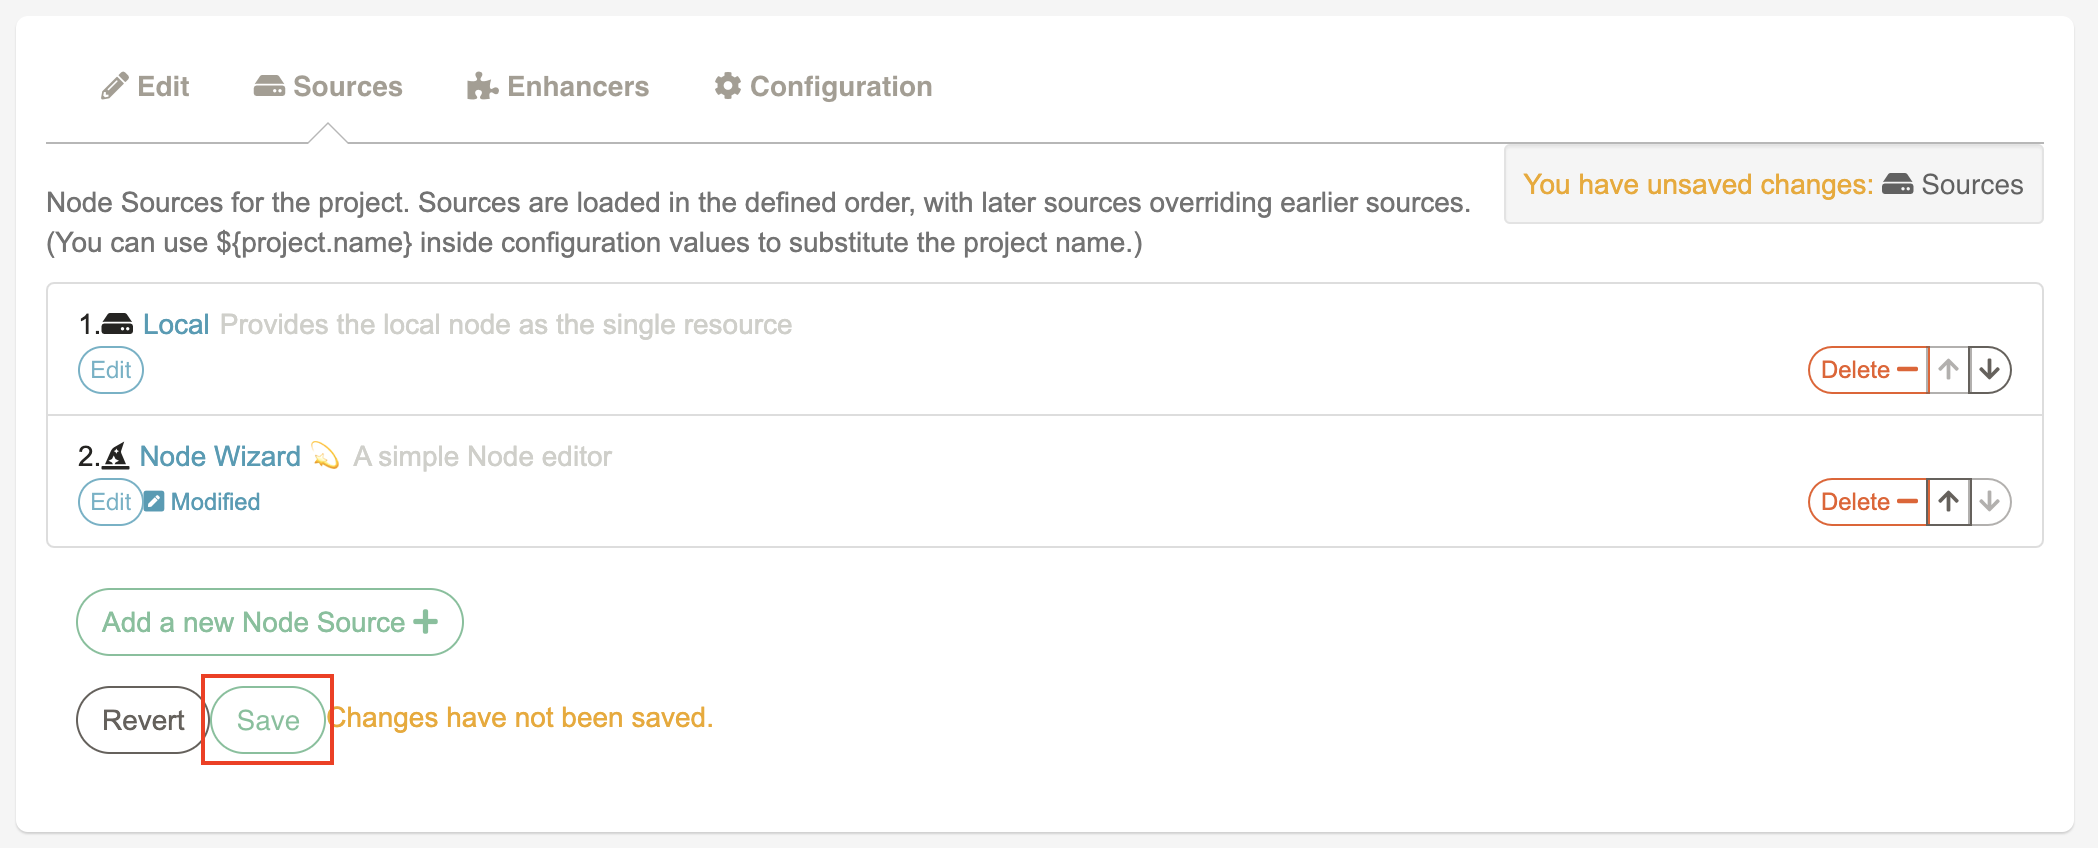 Edit Sources Enhancers Configuration
You have unsaved changes: Sources
Node Sources for the project. Sources are loaded in the defined order, with later sources overriding earlier sources.
(You can use ${project.name} inside configuration values to substitute the project name.)
1. Local Provides the local node as the single resource
Edit Delete
2. Node Wizard 💫 A simple Node editor
Edit Modified Delete
Add a new Node Source
Revert Save Changes have not been saved.